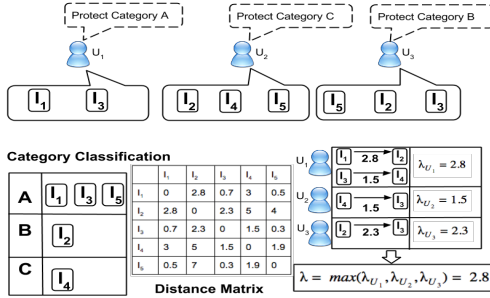 Protect Category A
Protect Category C
Protect Category B
U1
U2
U3
I1 I3
I2 I4 I5
I5 I2 I3
Category Classification
A I1 I3 I5
B I2
C I4
I1 I2 I3 I4 I5
I1 0 2.8 0.7 3 0.5
I2 2.8 0 2.3 5 4
I3 0.7 2.3 0 1.5 0.3
I4 3 5 1.5 0 1.9
I5 0.5 7 0.3 1.9 0
Distance Matrix
U1 I1 2.8 I2 λU1 = 2.8
I3 1.5 I4
U2 I4 1.5 I3 λU2 = 1.5
U3 I2 2.3 I3 λU3 = 2.3
λ = max(λU1,λU2,λU3) = 2.8